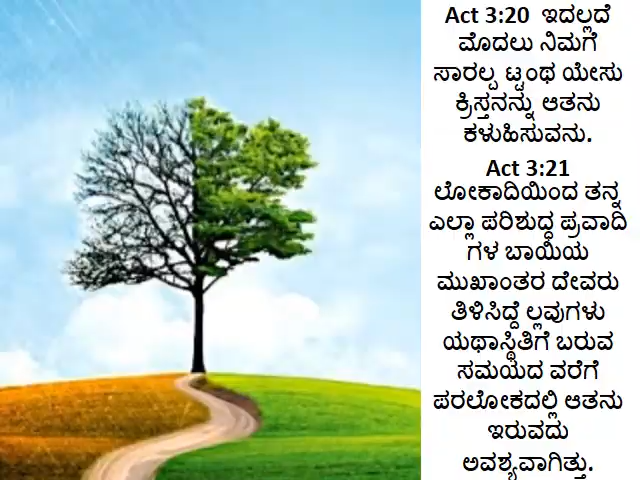 Act 3:20 ಇದಲ್ಲದೆ
ಮೊದಲು ನಿಮಗೆ
ಸಾರಲ್ಪ ಟ್ಟಂಥ ಯೇಸು
ಕ್ರಿಸ್ತನನ್ನು ಆತನು
ಕಳುಹಿಸುವನು.
Act 3:21
ಲೋಕಾದಿಯಿಂದ ತನ್ನ
ಎಲ್ಲಾ ಪರಿಶುದ್ಧ ಪ್ರವಾದಿ
ಗಳ ಬಾಯಿಯ
ಮುಖಾಂತರ ದೇವರು
ತಿಳಿಸಿದ್ದೆ ಲ್ಲವುಗಳು
ಯಥಾಸ್ಥಿತಿಗೆ ಬರುವ
ಸಮಯದ ವರೆಗೆ
ಪರಲೋಕದಲ್ಲಿ ಆತನು
ಇರುವದು
ಅವಶ್ಯವಾಗಿತ್ತು.